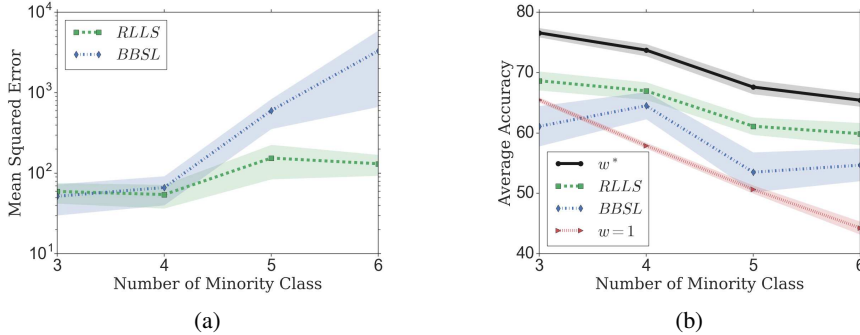 RLLS
BBSL
10^4
10^3
10^2
10^1
Mean Squared Error
3 4 5 6
Number of Minority Class
(a)
80
70
60
50
40
Average Accuracy
w*
RLLS
BBSL
w = 1
3 4 5 6
Number of Minority Class
(b)